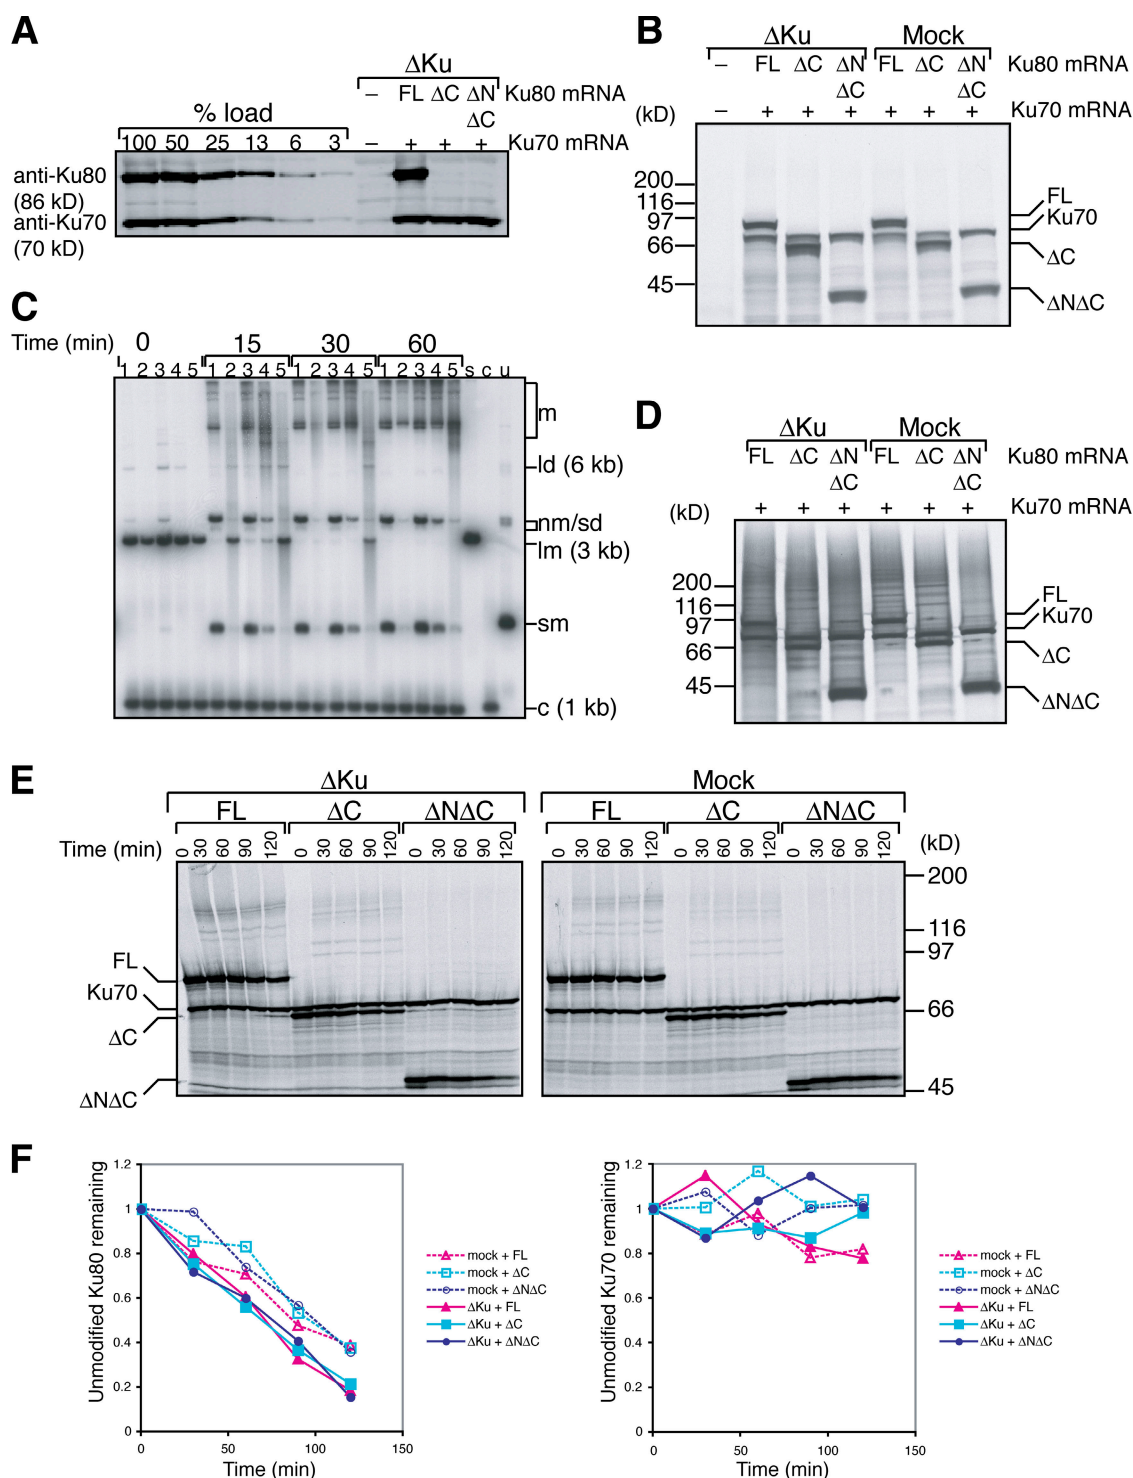 A
ΔKu
– FL ΔC ΔN Ku80 mRNA
ΔC
% load
100 50 25 13 6 3 – + + + Ku70 mRNA
anti-Ku80
(86 kD)
anti-Ku70
(70 kD)
B
ΔKu Mock
– FL ΔC ΔN FL ΔC ΔN Ku80 mRNA
ΔC ΔC
(kD) – + + + + + + Ku70 mRNA
200
116
97
66
45
FL
Ku70
ΔC
ΔNΔC
C
Time (min) 0 15 30 60
1 2 3 4 5 1 2 3 4 5 1 2 3 4 5 1 2 3 4 5 s c u
m
ld (6 kb)
nm/sd
lm (3 kb)
sm
c (1 kb)
D
ΔKu Mock
FL ΔC ΔN FL ΔC ΔN Ku80 mRNA
ΔC ΔC
(kD) + + + + + + Ku70 mRNA
200
116
97
66
45
FL
Ku70
ΔC
ΔNΔC
E
ΔKu Mock
FL ΔC ΔNΔC FL ΔC ΔNΔC
Time (min) 0 30 60 90 120 0 30 60 90 120 0 30 60 90 120 0 30 60 90 120 0 30 60 90 120 0 30 60 90 120 (kD)
FL
Ku70
ΔC
ΔNΔC
200
116
97
66
45
F
Unmodified Ku80 remaining
1.2
1
0.8
0.6
0.4
0.2
0
0 50 100 150
Time (min)
mock + FL
mock + ΔC
mock + ΔNΔC
ΔKu + FL
ΔKu + ΔC
ΔKu + ΔNΔC
Unmodified Ku70 remaining
1.2
1
0.8
0.6
0.4
0.2
0
0 50 100 150
Time (min)
mock + FL
mock + ΔC
mock + ΔNΔC
ΔKu + FL
ΔKu + ΔC
ΔKu + ΔNΔC